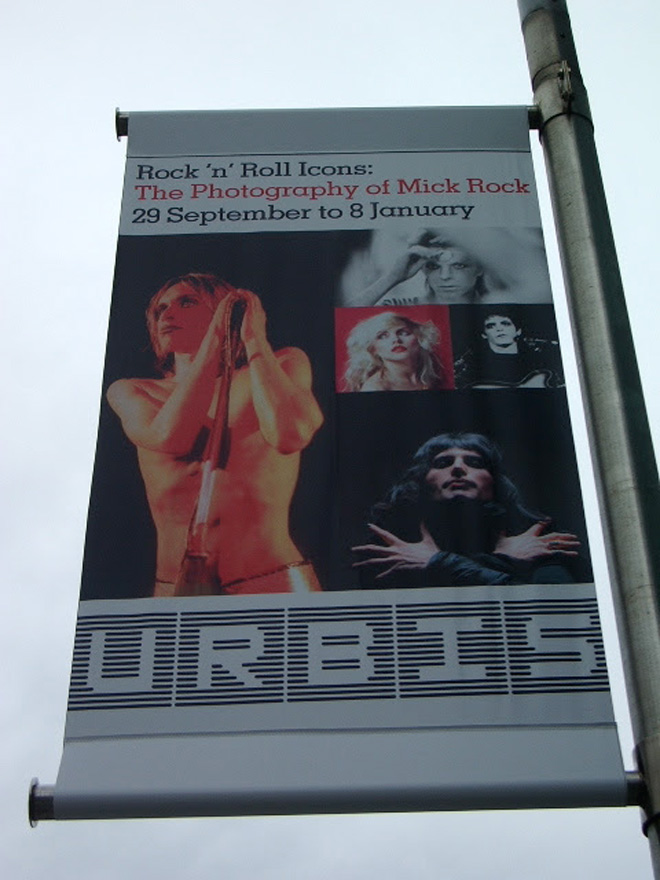 Rock 'n' Roll Icons:
The Photography of Mick Rock
29 September to 8 January
URBIS